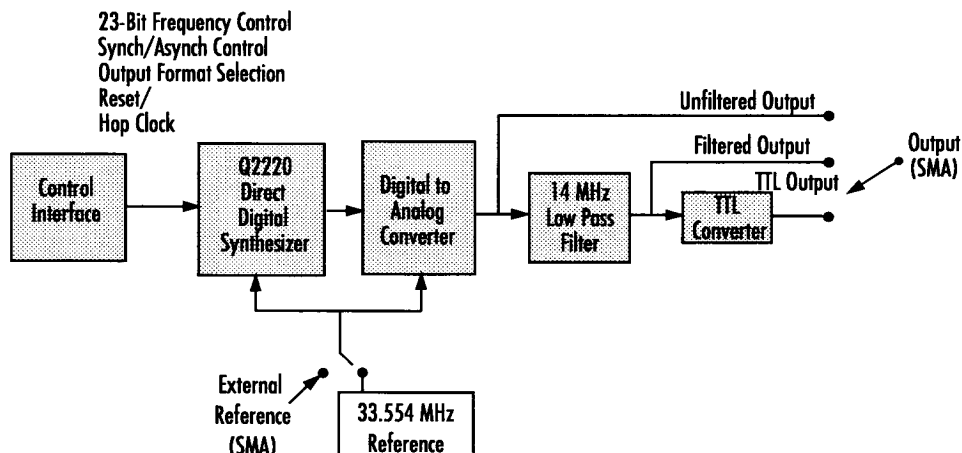 23-Bit Frequency Control
Synch/Asynch Control
Output Format Selection
Reset/
Hop Clock
Control
Interface
Q2220
Direct
Digital
Synthesizer
Digital to
Analog
Converter
14 MHz
Low Pass
Filter
TTL
Converter
Unfiltered Output
Filtered Output
TTL Output
Output
(SMA)
External
Reference
(SMA)
33.554 MHz
Reference